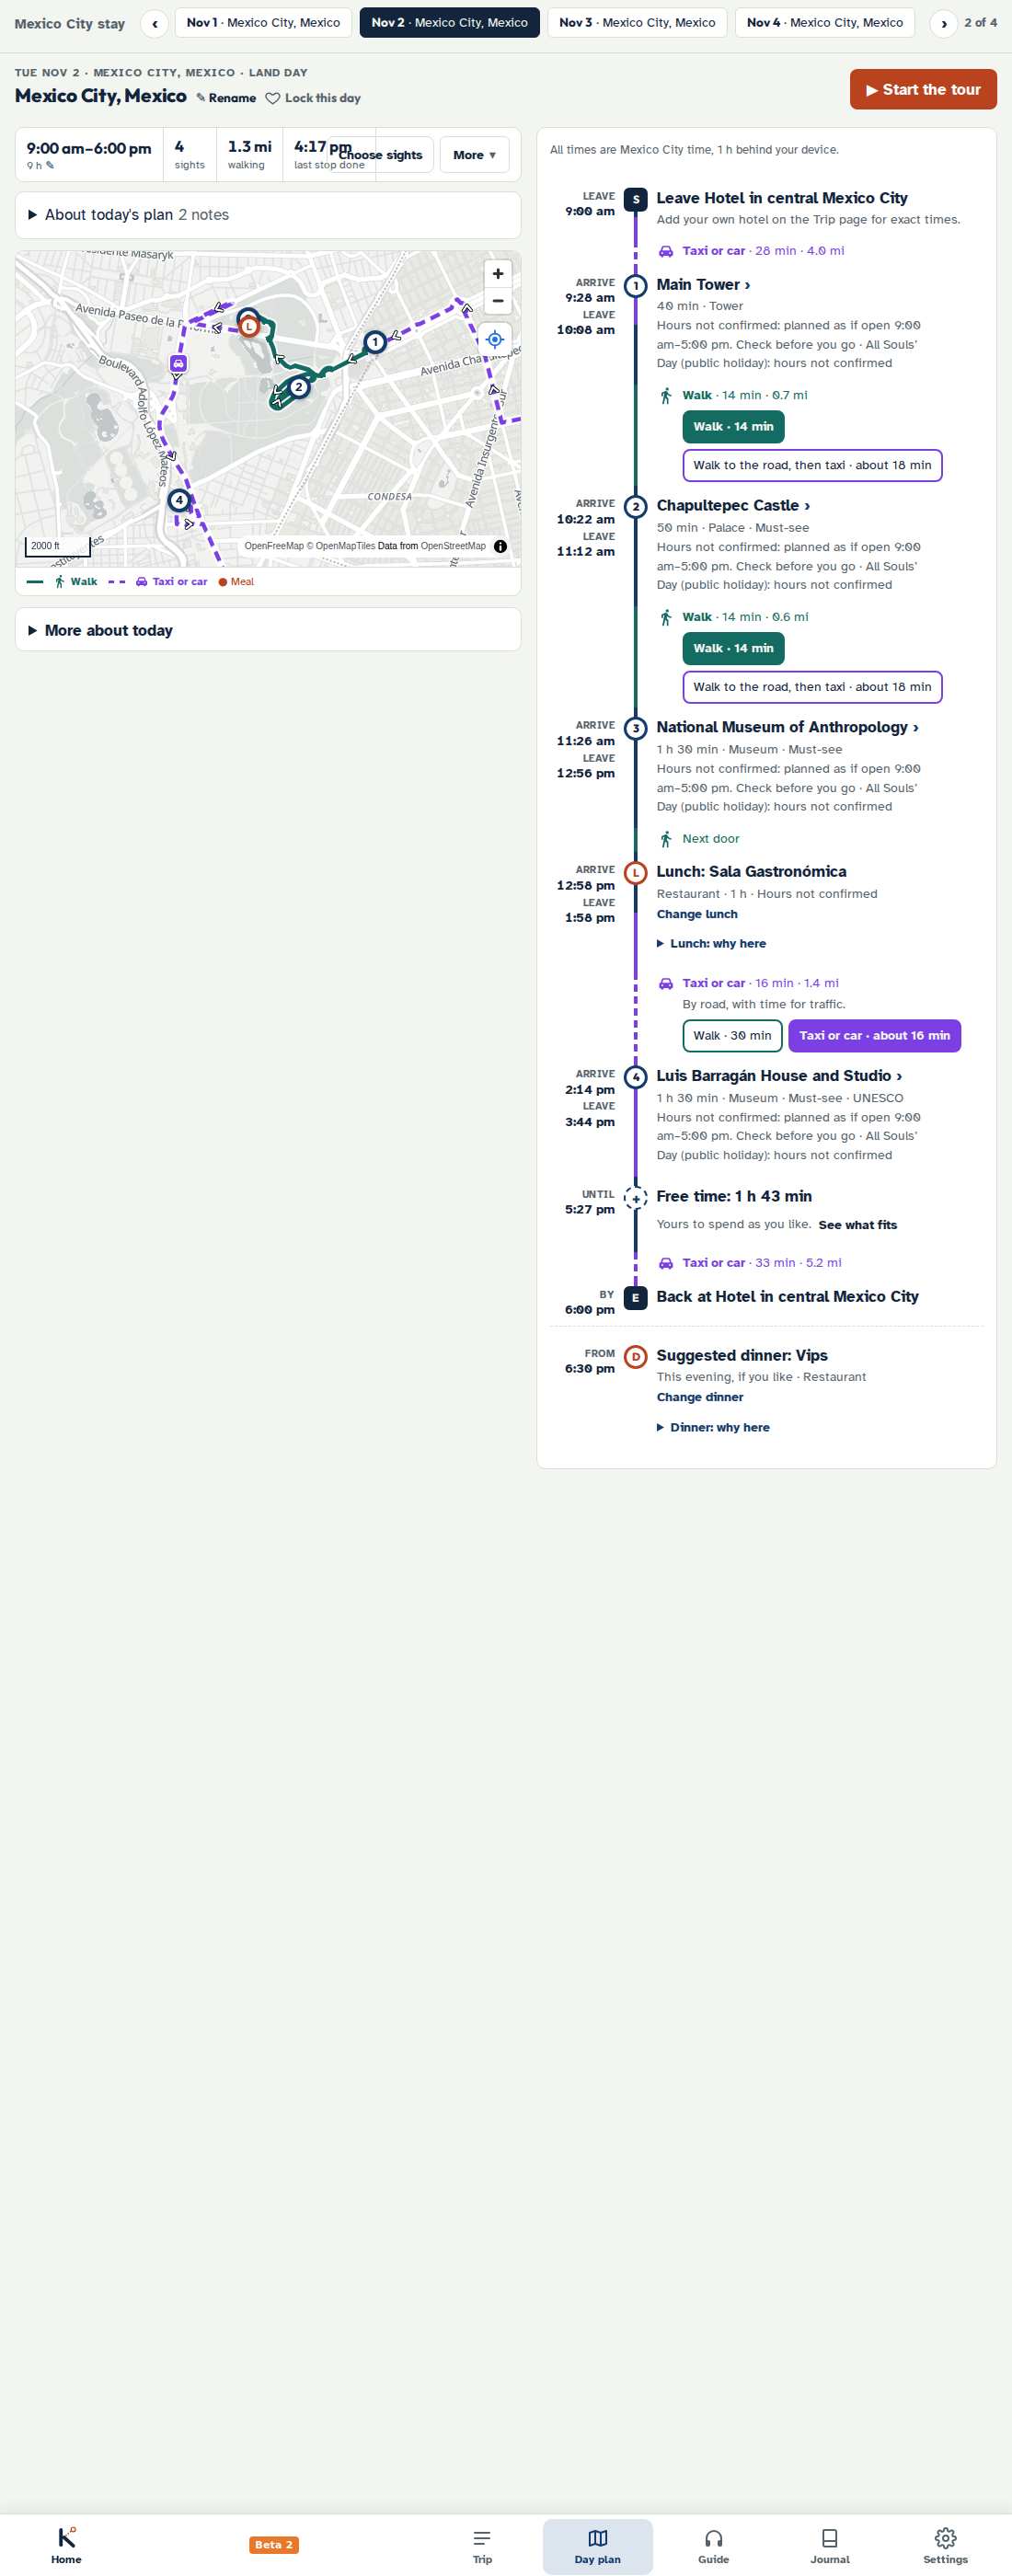 Mexico City stay
‹
Nov 1 · Mexico City, Mexico
Nov 2 · Mexico City, Mexico
Nov 3 · Mexico City, Mexico
Nov 4 · Mexico City, Mexico
›
2 of 4
TUE NOV 2 · MEXICO CITY, MEXICO · LAND DAY
Mexico City, Mexico ✎ Rename Lock this day
▶ Start the tour
9:00 am–6:00 pm
9 h ✎
4
sights
1.3 mi
walking
4:17 pm
last stop done
Choose sights
More ▾
▶ About today's plan 2 notes
Avenida Paseo de la
Boulevard Adolfo López Mateos
CONDESA
+
−
1
2
L
4
2000 ft
OpenFreeMap © OpenMapTiles Data from OpenStreetMap
Walk
Taxi or car
Meal
▶ More about today
All times are Mexico City time, 1 h behind your device.
LEAVE
9:00 am
S
Leave Hotel in central Mexico City
Add your own hotel on the Trip page for exact times.
Taxi or car · 28 min · 4.0 mi
ARRIVE
9:28 am
LEAVE
10:08 am
1
Main Tower ›
40 min · Tower
Hours not confirmed: planned as if open 9:00
am–5:00 pm. Check before you go · All Souls'
Day (public holiday): hours not confirmed
Walk · 14 min · 0.7 mi
Walk · 14 min
Walk to the road, then taxi · about 18 min
ARRIVE
10:22 am
LEAVE
11:12 am
2
Chapultepec Castle ›
50 min · Palace · Must-see
Hours not confirmed: planned as if open 9:00
am–5:00 pm. Check before you go · All Souls'
Day (public holiday): hours not confirmed
Walk · 14 min · 0.6 mi
Walk · 14 min
Walk to the road, then taxi · about 18 min
ARRIVE
11:26 am
LEAVE
12:56 pm
3
National Museum of Anthropology ›
1 h 30 min · Museum · Must-see
Hours not confirmed: planned as if open 9:00
am–5:00 pm. Check before you go · All Souls'
Day (public holiday): hours not confirmed
Next door
ARRIVE
12:58 pm
LEAVE
1:58 pm
L
Lunch: Sala Gastronómica
Restaurant · 1 h · Hours not confirmed
Change lunch
▶ Lunch: why here
Taxi or car · 16 min · 1.4 mi
By road, with time for traffic.
Walk · 30 min
Taxi or car · about 16 min
ARRIVE
2:14 pm
LEAVE
3:44 pm
4
Luis Barragán House and Studio ›
1 h 30 min · Museum · Must-see · UNESCO
Hours not confirmed: planned as if open 9:00
am–5:00 pm. Check before you go · All Souls'
Day (public holiday): hours not confirmed
UNTIL
5:27 pm
+
Free time: 1 h 43 min
Yours to spend as you like. See what fits
Taxi or car · 33 min · 5.2 mi
BY
6:00 pm
E
Back at Hotel in central Mexico City
FROM
6:30 pm
D
Suggested dinner: Vips
This evening, if you like · Restaurant
Change dinner
▶ Dinner: why here
Home
Beta 2
Trip
Day plan
Guide
Journal
Settings